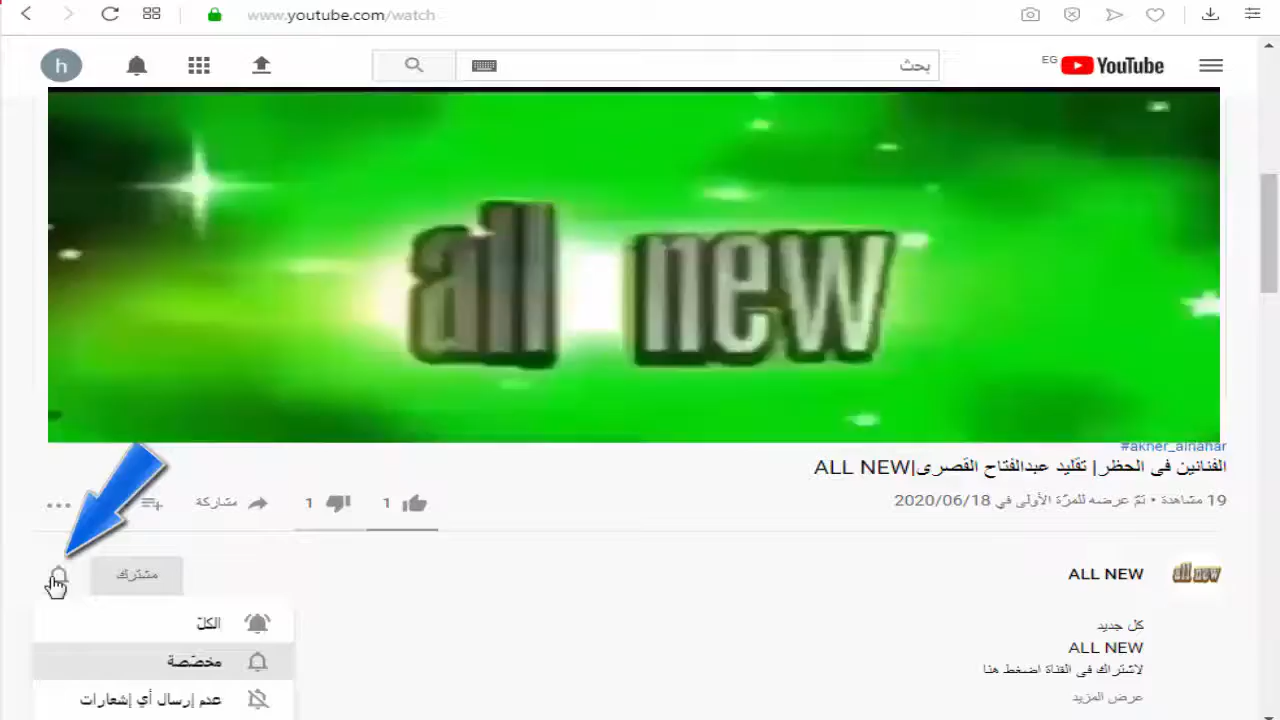 www.youtube.com/watch
h
بحث
YouTube EG
all new
#akher_alnahar
الفنانين فى الحظر| تقليد عبدالفتاح القصرى|ALL NEW
19 مشاهدة • تمّ عرضه للمرّة الأولى في 2020/06/18
1
1
مشاركة
ALL NEW
all new
مشترك
كل جديد
ALL NEW
لاشتراك فى القناة اضغط هنا
عرض المزيد
الكلّ
مخصّصة
عدم إرسال أي إشعارات